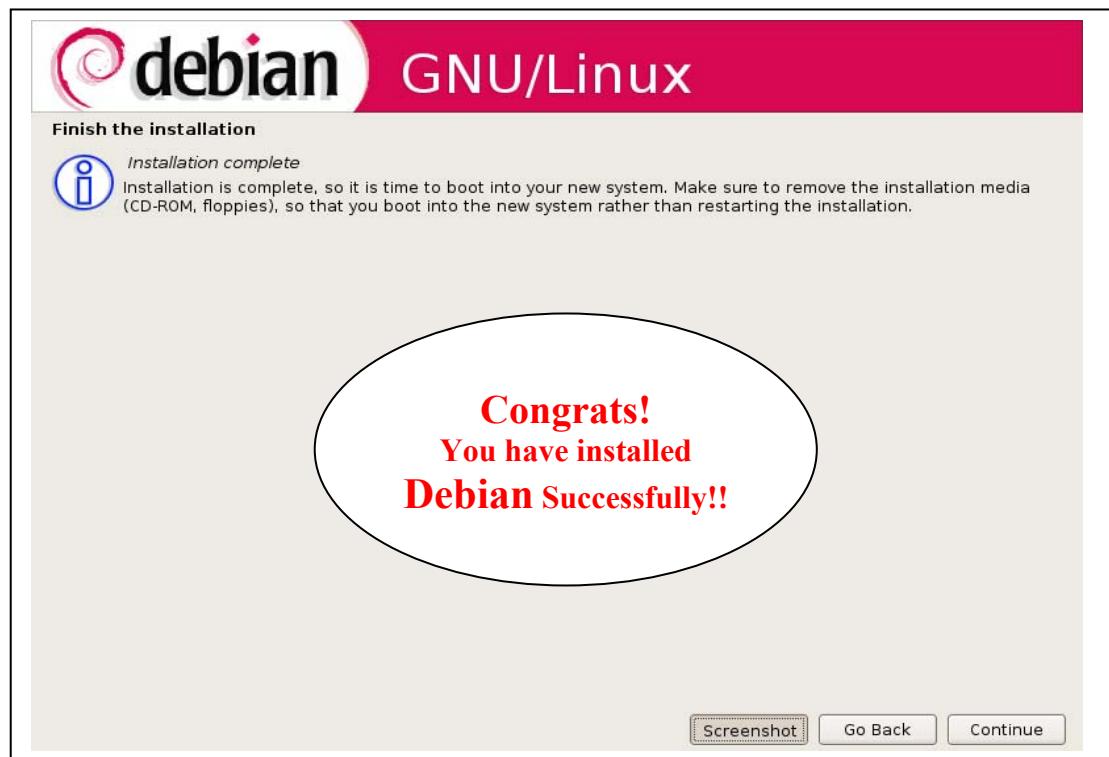 debian GNU/Linux
Finish the installation
Installation complete
Installation is complete, so it is time to boot into your new system. Make sure to remove the installation media
(CD-ROM, floppies), so that you boot into the new system rather than restarting the installation.
Congrats!
You have installed
Debian Successfully!!
Screenshot Go Back Continue